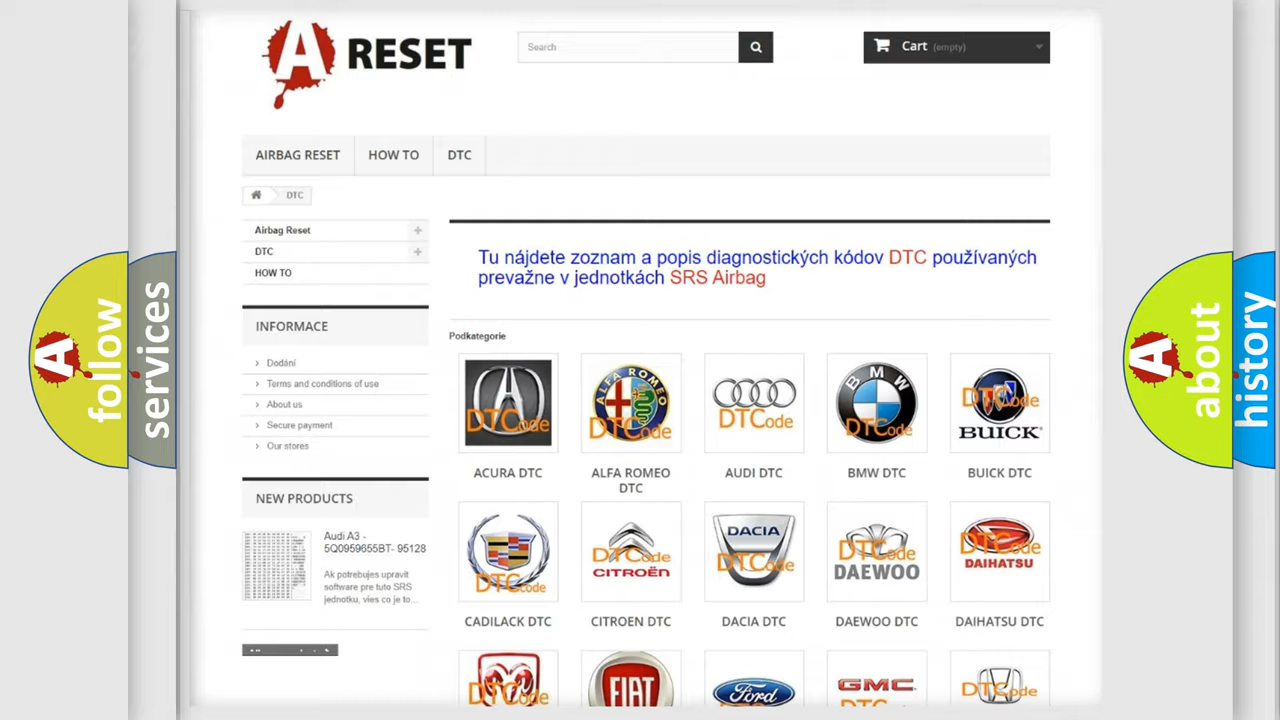 A RESET
Search
Cart (empty)
AIRBAG RESET
HOW TO
DTC
DTC
Airbag Reset
DTC
HOW TO
INFORMACE
Dodání
Terms and conditions of use
About us
Secure payment
Our stores
NEW PRODUCTS
Audi A3 -
5Q0959655BT- 95128
Ak potrebujes upravit
software pre tuto SRS
jednotku, vies co je to...
Tu nájdete zoznam a popis diagnostických kódov DTC používaných
prevažne v jednotkách SRS Airbag
Podkategorie
DTCode
ALFA ROMEO
DTCode
DTCode
BMW
DTCode
DTCode
BUICK
ACURA DTC
ALFA ROMEO
DTC
AUDI DTC
BMW DTC
BUICK DTC
DTCode
DTCode
CITROËN
DACIA
DTCode
DTCode
DAEWOO
DTCode
DAIHATSU
CADILACK DTC
CITROEN DTC
DACIA DTC
DAEWOO DTC
DAIHATSU DTC
DTCode
FIAT
Ford
GMC
DTCode
A follow
services
A about
history